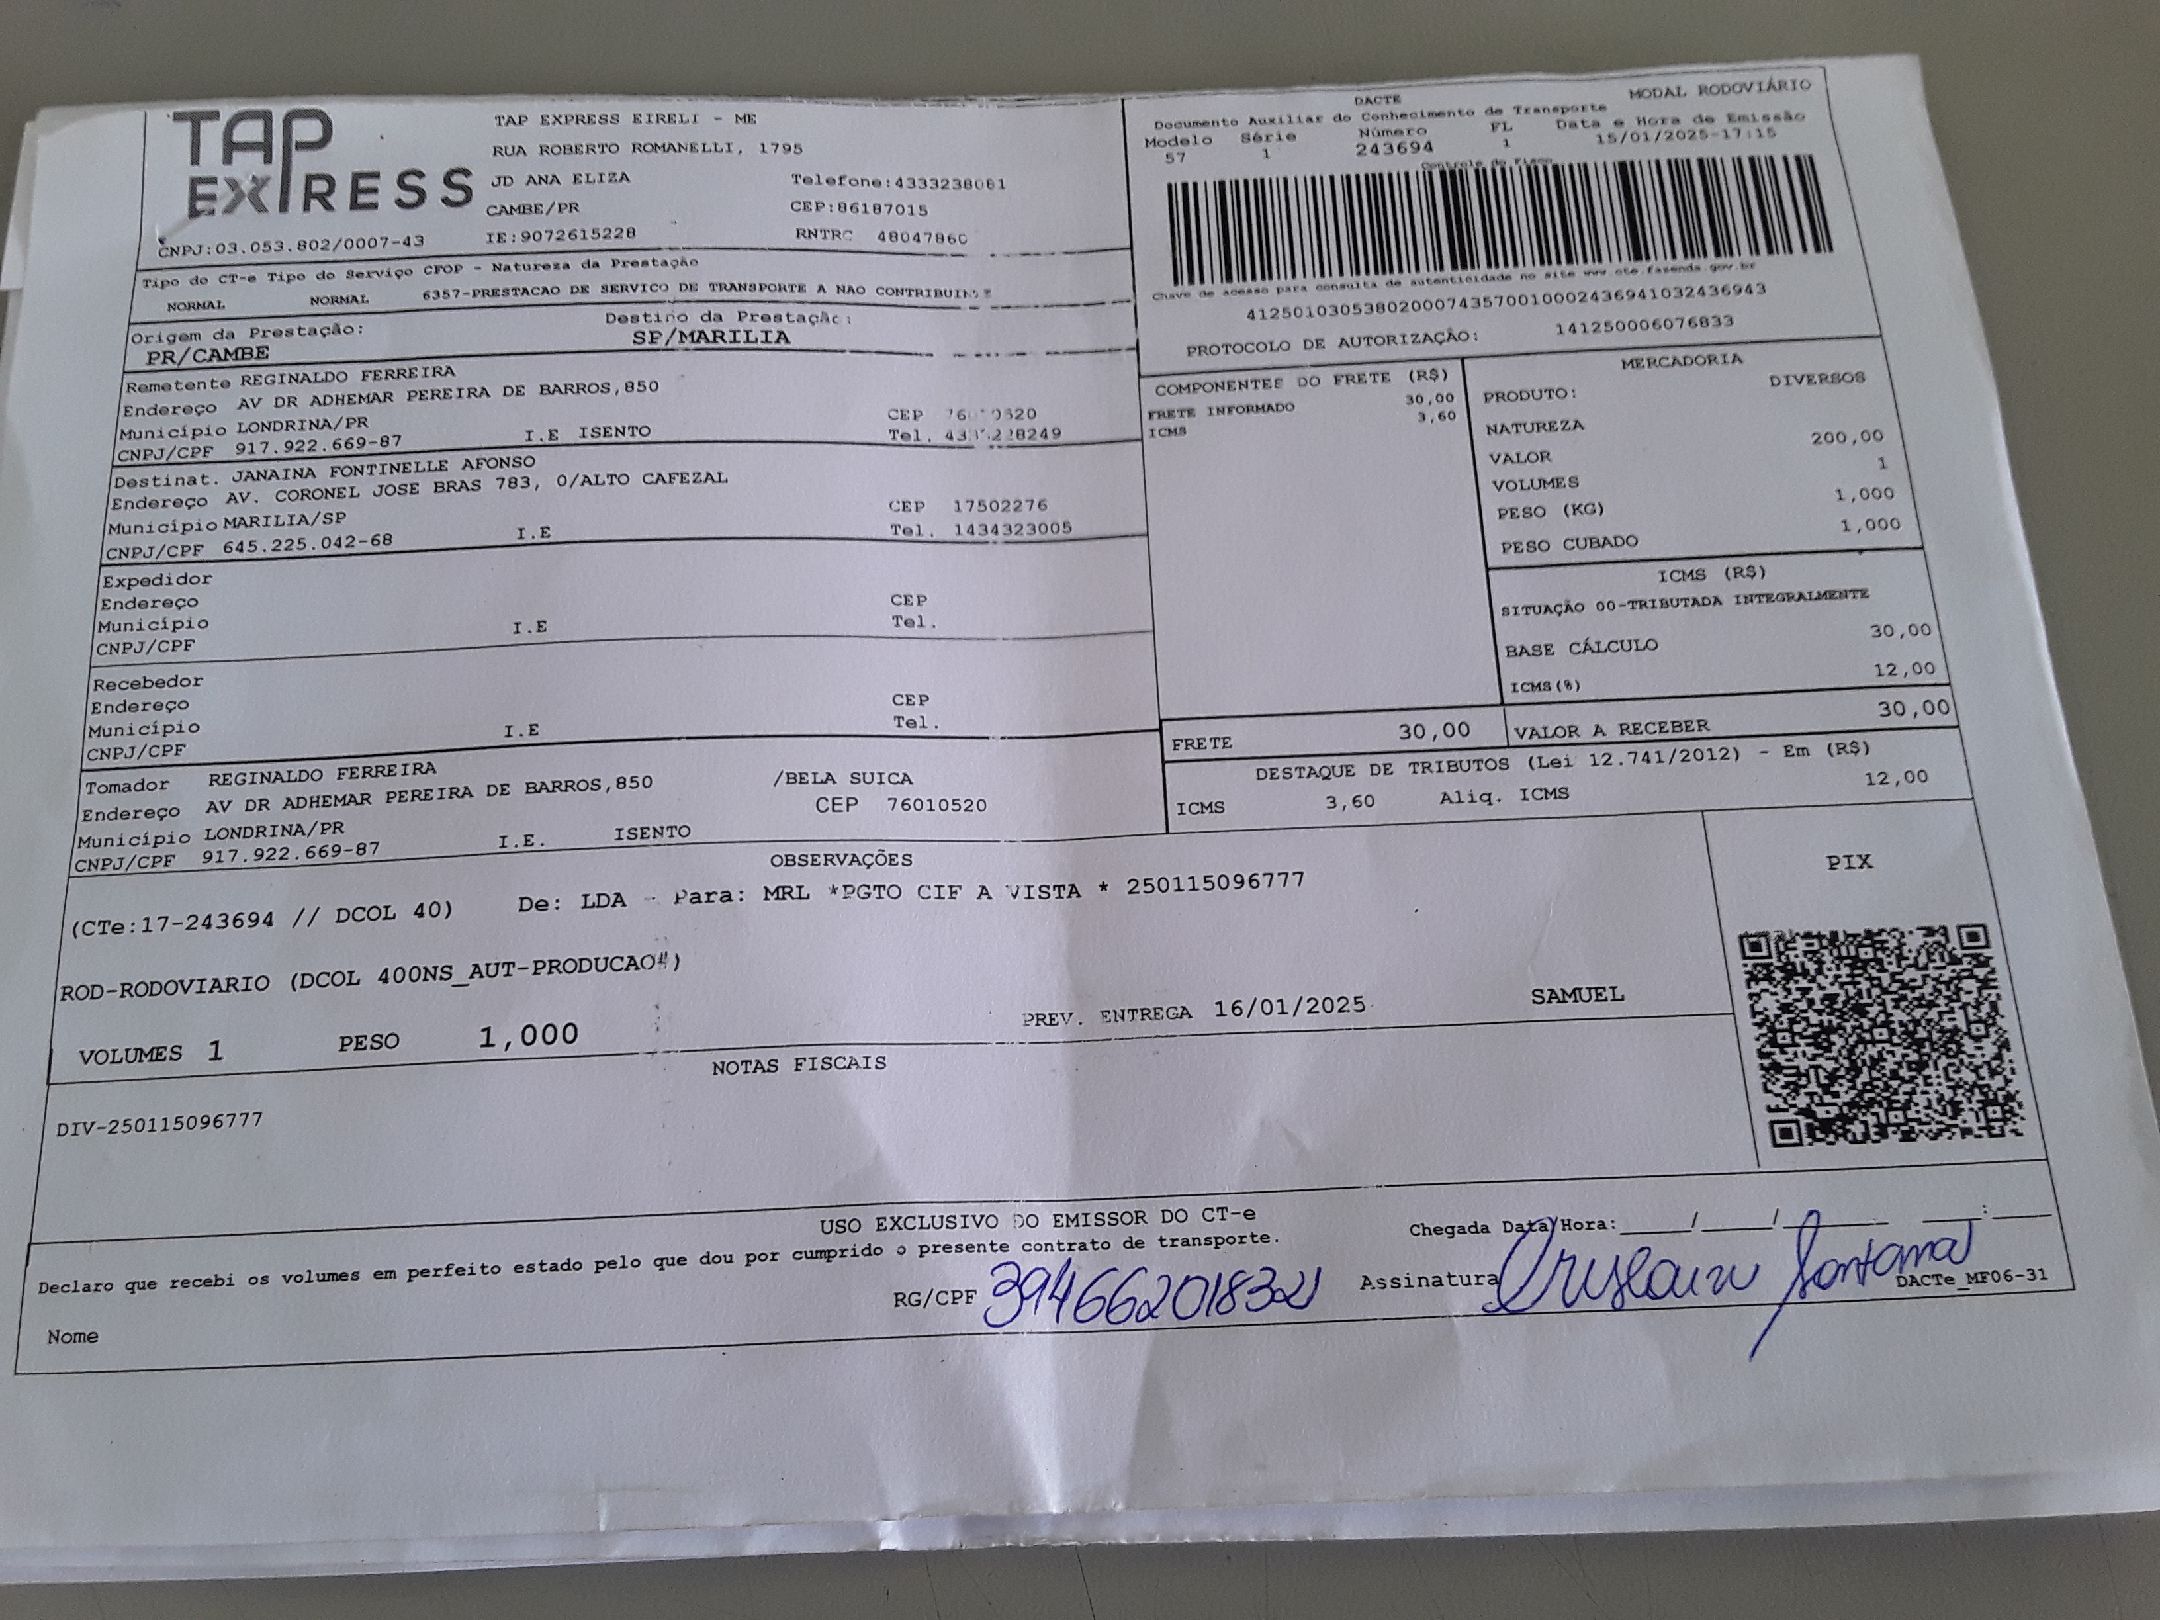 TAP EXPRESS
TAP EXPRESS EIRELI - ME
RUA ROBERTO ROMANELLI, 1795
JD ANA ELIZA Telefone:4333238081
CAMBE/PR CEP:86187015
CNPJ:03.053.802/0007-43 IE:9072615228 RNTRC 48047860
Tipo do CT-e Tipo do Serviço CFOP - Natureza da Prestação
NORMAL NORMAL 6357-PRESTACAO DE SERVICO DE TRANSPORTE A NAO
Origem da Prestação: Destino da Prestação:
PR/CAMBE SP/MARILIA
Remetente REGINALDO FERREIRA
Endereço AV DR ADHEMAR PEREIRA DE BARROS,850
Município LONDRINA/PR CEP
CNPJ/CPF 917.922.669-87 I.E ISENTO Tel.
Destinat. JANAINA FONTINELLE AFONSO
Endereço AV. CORONEL JOSE BRAS 783, 0/ALTO CAFEZAL
Município MARILIA/SP CEP 17502276
CNPJ/CPF 645.225.042-68 I.E Tel. 1434323005
Expedidor
Endereço CEP
Município I.E Tel.
CNPJ/CPF
Recebedor
Endereço CEP
Município I.E Tel.
CNPJ/CPF
Tomador REGINALDO FERREIRA /BELA SUICA
Endereço AV DR ADHEMAR PEREIRA DE BARROS,850 CEP 76010520
Município LONDRINA/PR
CNPJ/CPF 917.922.669-87 I.E. ISENTO
DACTE MODAL RODOVIÁRIO
Documento Auxiliar do Conhecimento de Transporte
Modelo Série Número FL Data e Hora de Emissão
57 1 243694 1 15/01/2025-17:15
Controle do Fisco
Chave de acesso para consulta de autenticidade no site www.cte.fazenda.gov.br
41250103053802000743570010002436941032436943
PROTOCOLO DE AUTORIZAÇÃO: 141250006076833
COMPONENTES DO FRETE (R$)
FRETE INFORMADO 30,00
ICMS 3,60
MERCADORIA
PRODUTO: DIVERSOS
NATUREZA
VALOR 200,00
VOLUMES 1
PESO (KG) 1,000
PESO CUBADO 1,000
ICMS (R$)
SITUAÇÃO 00-TRIBUTADA INTEGRALMENTE
BASE CÁLCULO 30,00
ICMS(%) 12,00
FRETE 30,00 VALOR A RECEBER 30,00
DESTAQUE DE TRIBUTOS (Lei 12.741/2012) - Em (R$)
ICMS 3,60 Aliq. ICMS 12,00
OBSERVAÇÕES
(CTe:17-243694 // DCOL 40) De: LDA - Para: MRL *PGTO CIF A VISTA * 250115096777
ROD-RODOVIARIO (DCOL 400NS_AUT-PRODUCAO#)
VOLUMES 1 PESO 1,000 PREV. ENTREGA 16/01/2025 SAMUEL
PIX
NOTAS FISCAIS
DIV-250115096777
USO EXCLUSIVO DO EMISSOR DO CT-e
Declaro que recebi os volumes em perfeito estado pelo que dou por cumprido o presente contrato de transporte.
Chegada Data/Hora:____/____/______ ____:____
Nome RG/CPF 39466201832 Assinatura
DACTe_MF06-31